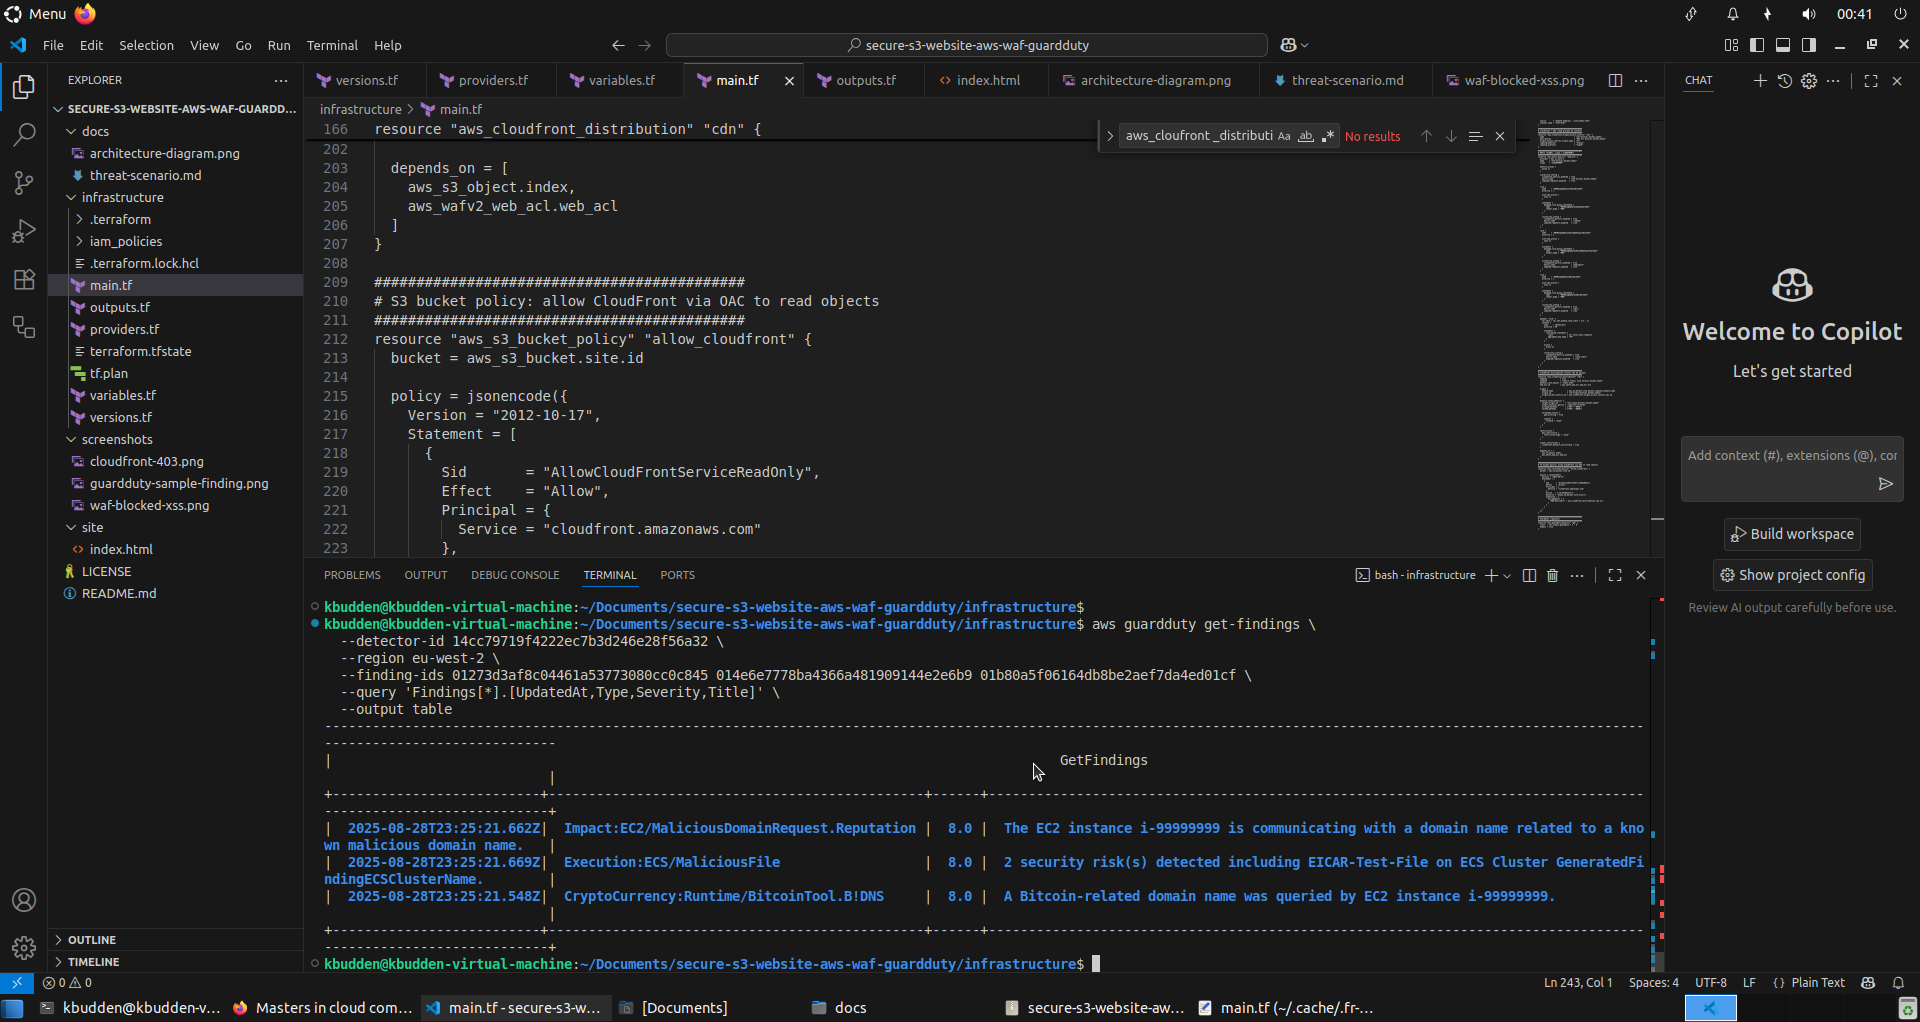 Menu
00:41
File Edit Selection View Go Run Terminal Help
secure-s3-website-aws-waf-guardduty
EXPLORER
SECURE-S3-WEBSITE-AWS-WAF-GUARDD...
docs
architecture-diagram.png
threat-scenario.md
infrastructure
.terraform
iam_policies
.terraform.lock.hcl
main.tf
outputs.tf
providers.tf
terraform.tfstate
tf.plan
variables.tf
versions.tf
screenshots
cloudfront-403.png
guardduty-sample-finding.png
waf-blocked-xss.png
site
index.html
LICENSE
README.md
OUTLINE
TIMELINE
versions.tf providers.tf variables.tf main.tf outputs.tf index.html architecture-diagram.png threat-scenario.md waf-blocked-xss.png
infrastructure > main.tf
aws_cloufront_distributi Aa ab .* No results
166 resource "aws_cloudfront_distribution" "cdn" {
202
203 depends_on = [
204 aws_s3_object.index,
205 aws_wafv2_web_acl.web_acl
206 ]
207 }
208
209 ############################################
210 # S3 bucket policy: allow CloudFront via OAC to read objects
211 ############################################
212 resource "aws_s3_bucket_policy" "allow_cloudfront" {
213 bucket = aws_s3_bucket.site.id
214
215 policy = jsonencode({
216 Version = "2012-10-17",
217 Statement = [
218 {
219 Sid = "AllowCloudFrontServiceReadOnly",
220 Effect = "Allow",
221 Principal = {
222 Service = "cloudfront.amazonaws.com"
223 },
PROBLEMS OUTPUT DEBUG CONSOLE TERMINAL PORTS
bash - infrastructure
kbudden@kbudden-virtual-machine:~/Documents/secure-s3-website-aws-waf-guardduty/infrastructure$
kbudden@kbudden-virtual-machine:~/Documents/secure-s3-website-aws-waf-guardduty/infrastructure$ aws guardduty get-findings \
--detector-id 14cc79719f4222ec7b3d246e28f56a32 \
--region eu-west-2 \
--finding-ids 01273d3af8c04461a53773080cc0c845 014e6e7778ba4366a481909144e2e6b9 01b80a5f06164db8be2aef7da4ed01cf \
--query 'Findings[*].[UpdatedAt,Type,Severity,Title]' \
--output table
| GetFindings
|
| 2025-08-28T23:25:21.662Z| Impact:EC2/MaliciousDomainRequest.Reputation | 8.0 | The EC2 instance i-99999999 is communicating with a domain name related to a kno
wn malicious domain name. |
| 2025-08-28T23:25:21.669Z| Execution:ECS/MaliciousFile | 8.0 | 2 security risk(s) detected including EICAR-Test-File on ECS Cluster GeneratedFi
ndingECSClusterName. |
| 2025-08-28T23:25:21.548Z| CryptoCurrency:Runtime/BitcoinTool.B!DNS | 8.0 | A Bitcoin-related domain name was queried by EC2 instance i-99999999.
|
kbudden@kbudden-virtual-machine:~/Documents/secure-s3-website-aws-waf-guardduty/infrastructure$
CHAT
Welcome to Copilot
Let's get started
Add context (#), extensions (@), cor
Build workspace
Show project config
Review AI output carefully before use.
0 0
Ln 243, Col 1 Spaces: 4 UTF-8 LF {} Plain Text
kbudden@kbudden-v... Masters in cloud com... main.tf - secure-s3-w... [Documents] docs secure-s3-website-aw... main.tf (~/.cache/.fr-...